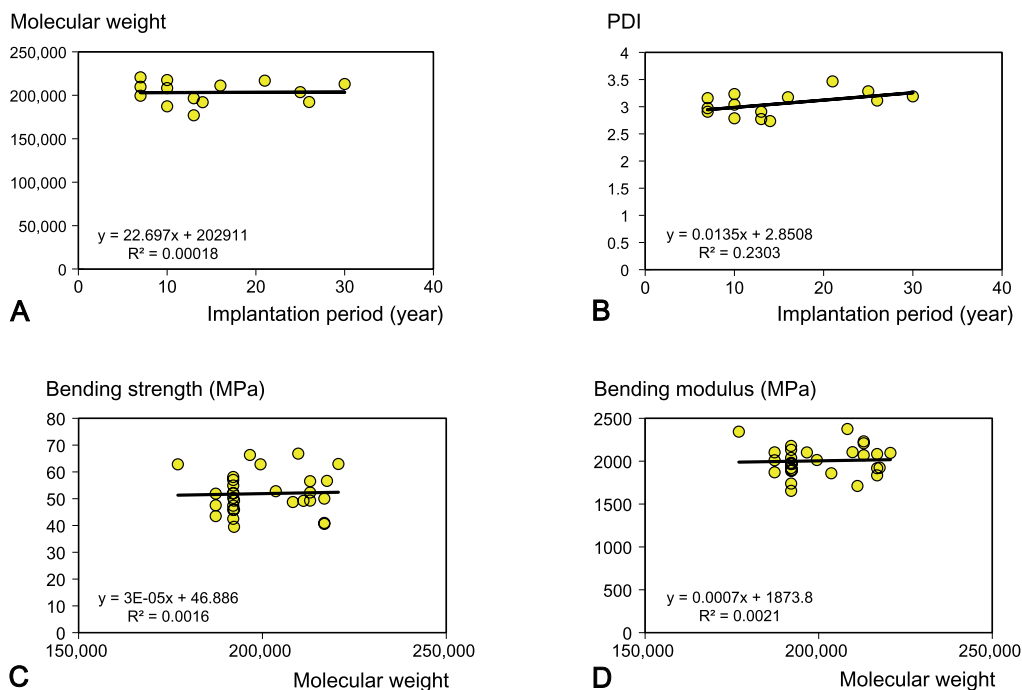 Molecular weight
250,000
200,000
150,000
100,000
50,000
0
y = 22.697x + 202911
R² = 0.00018
0 10 20 30 40
Implantation period (year)
A
PDI
4
3.5
3
2.5
2
1.5
1
0.5
0
y = 0.0135x + 2.8508
R² = 0.2303
0 10 20 30 40
Implantation period (year)
B
Bending strength (MPa)
80
70
60
50
40
30
20
10
0
y = 3E-05x + 46.886
R² = 0.0016
150,000 200,000 250,000
Molecular weight
C
Bending modulus (MPa)
2500
2000
1500
1000
500
0
y = 0.0007x + 1873.8
R² = 0.0021
150,000 200,000 250,000
Molecular weight
D